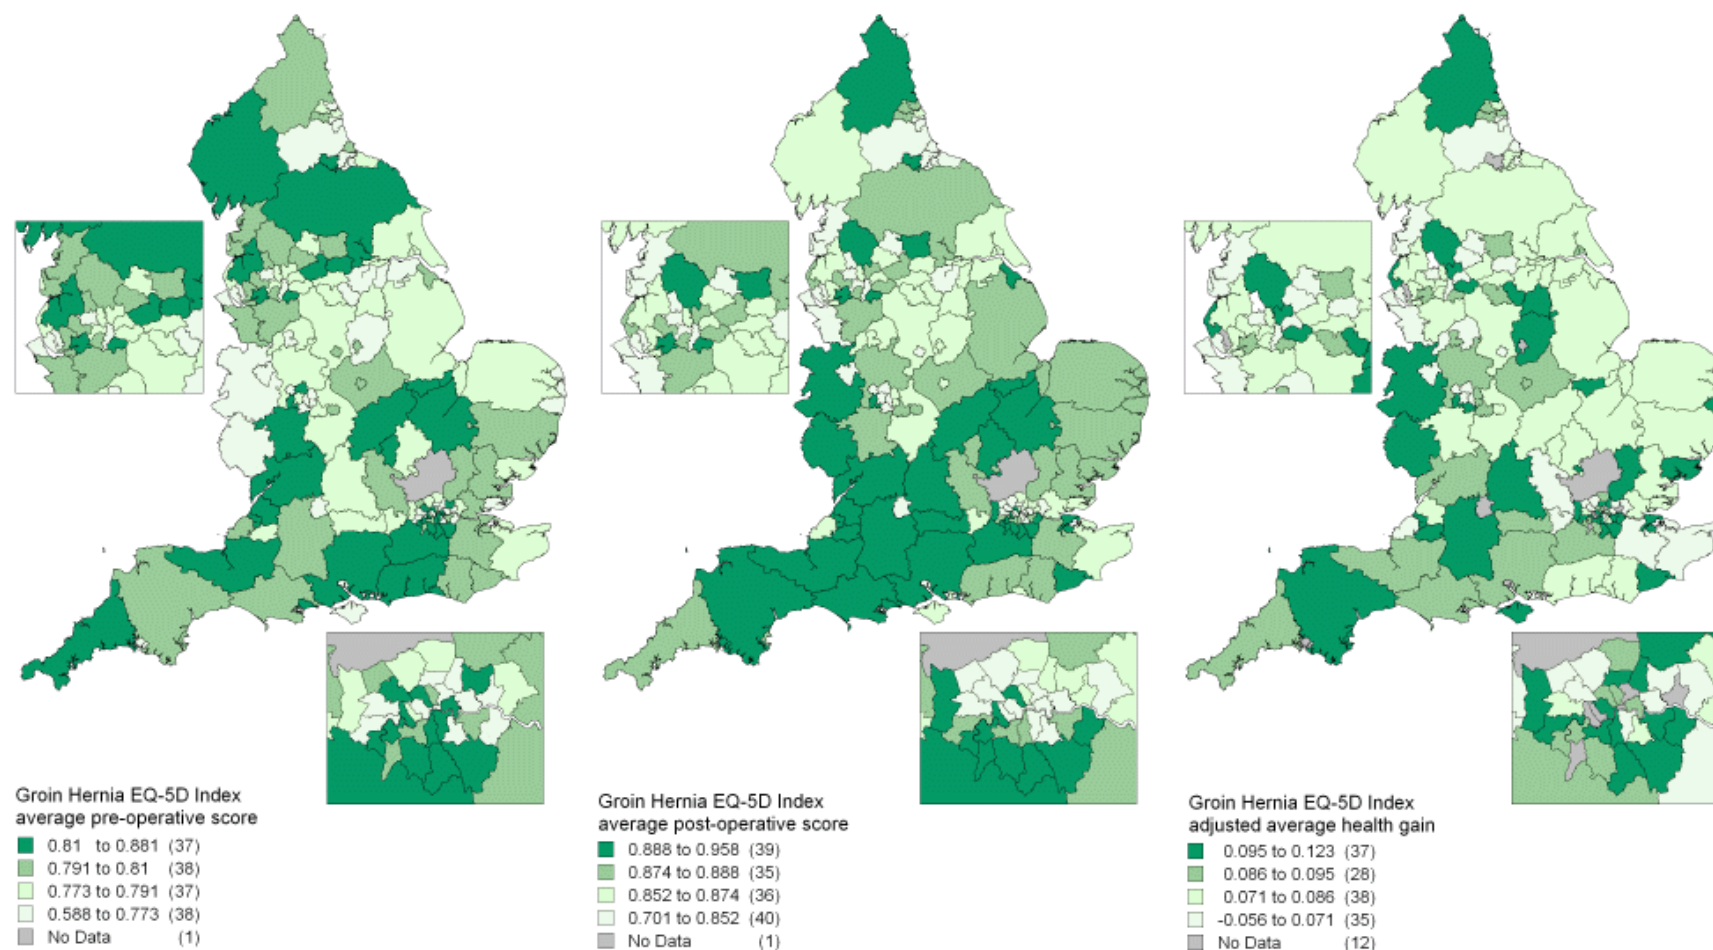 Groin Hernia EQ-5D Index
average pre-operative score
0.81 to 0.881 (37)
0.791 to 0.81 (38)
0.773 to 0.791 (37)
0.588 to 0.773 (38)
No Data (1)
Groin Hernia EQ-5D Index
average post-operative score
0.888 to 0.958 (39)
0.874 to 0.888 (35)
0.852 to 0.874 (36)
0.701 to 0.852 (40)
No Data (1)
Groin Hernia EQ-5D Index
adjusted average health gain
0.095 to 0.123 (37)
0.086 to 0.095 (28)
0.071 to 0.086 (38)
-0.056 to 0.071 (35)
No Data (12)